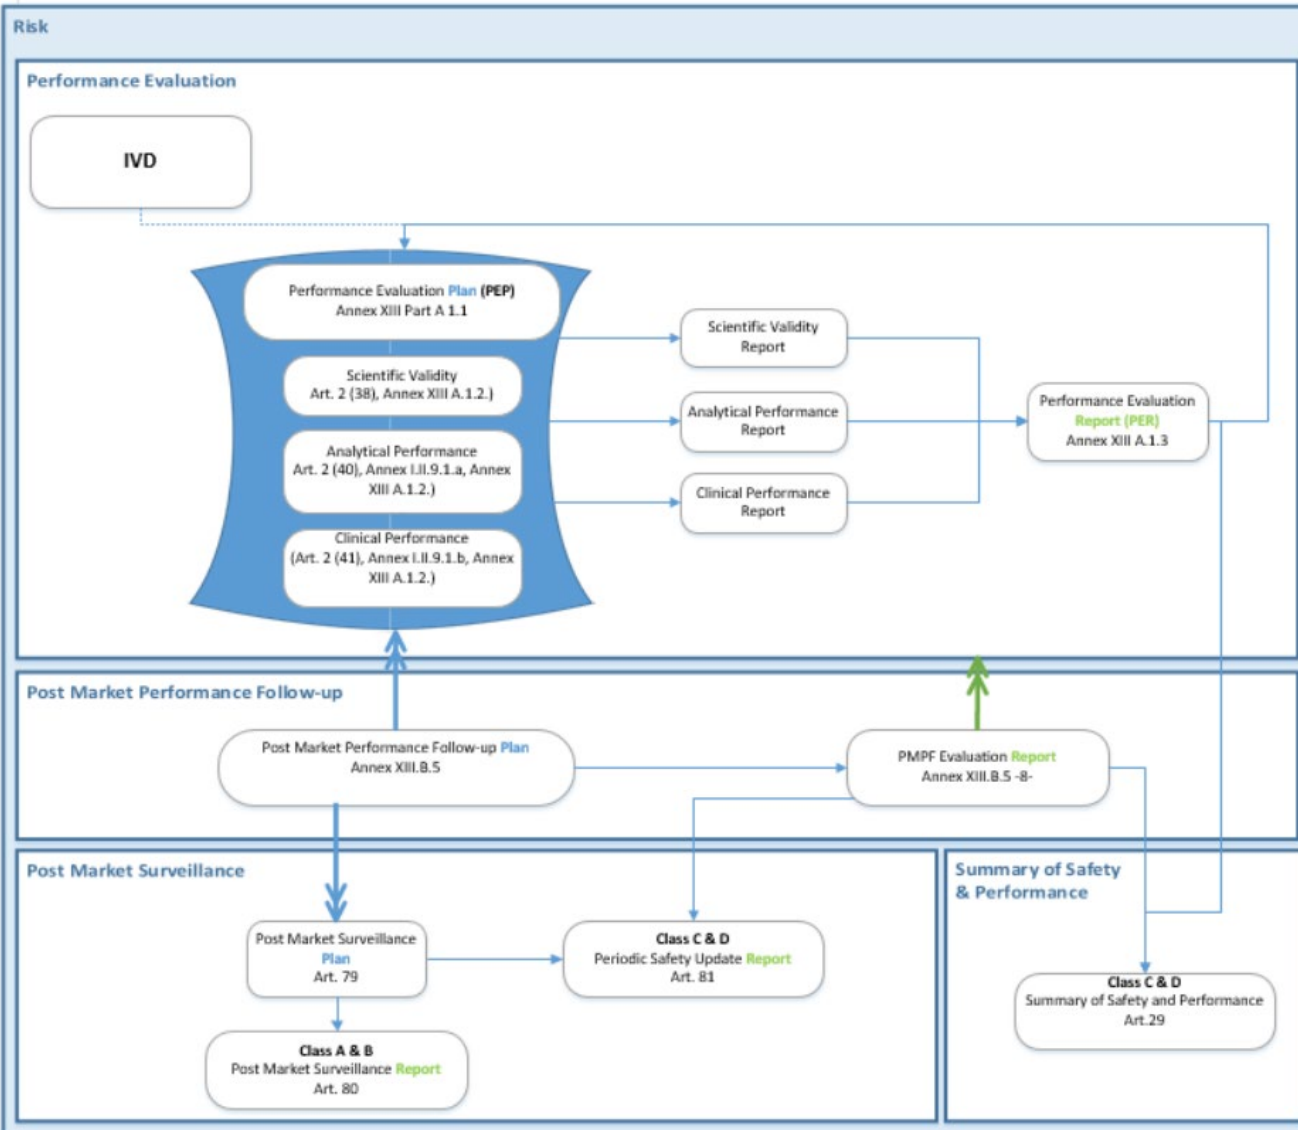 Risk
Performance Evaluation
IVD
Performance Evaluation Plan (PEP)
Annex XIII Part A 1.1
Scientific Validity
Art. 2 (38), Annex XIII A.1.2.)
Analytical Performance
Art. 2 (40), Annex I.II.9.1.a, Annex
XIII A.1.2.)
Clinical Performance
(Art. 2 (41), Annex I.II.9.1.b, Annex
XIII A.1.2.)
Scientific Validity
Report
Analytical Performance
Report
Clinical Performance
Report
Performance Evaluation
Report (PER)
Annex XIII A.1.3
Post Market Performance Follow-up
Post Market Performance Follow-up Plan
Annex XIII.B.5
PMPF Evaluation Report
Annex XIII.B.5 -8-
Post Market Surveillance
Post Market Surveillance
Plan
Art. 79
Class C & D
Periodic Safety Update Report
Art. 81
Class A & B
Post Market Surveillance Report
Art. 80
Summary of Safety
& Performance
Class C & D
Summary of Safety and Performance
Art.29